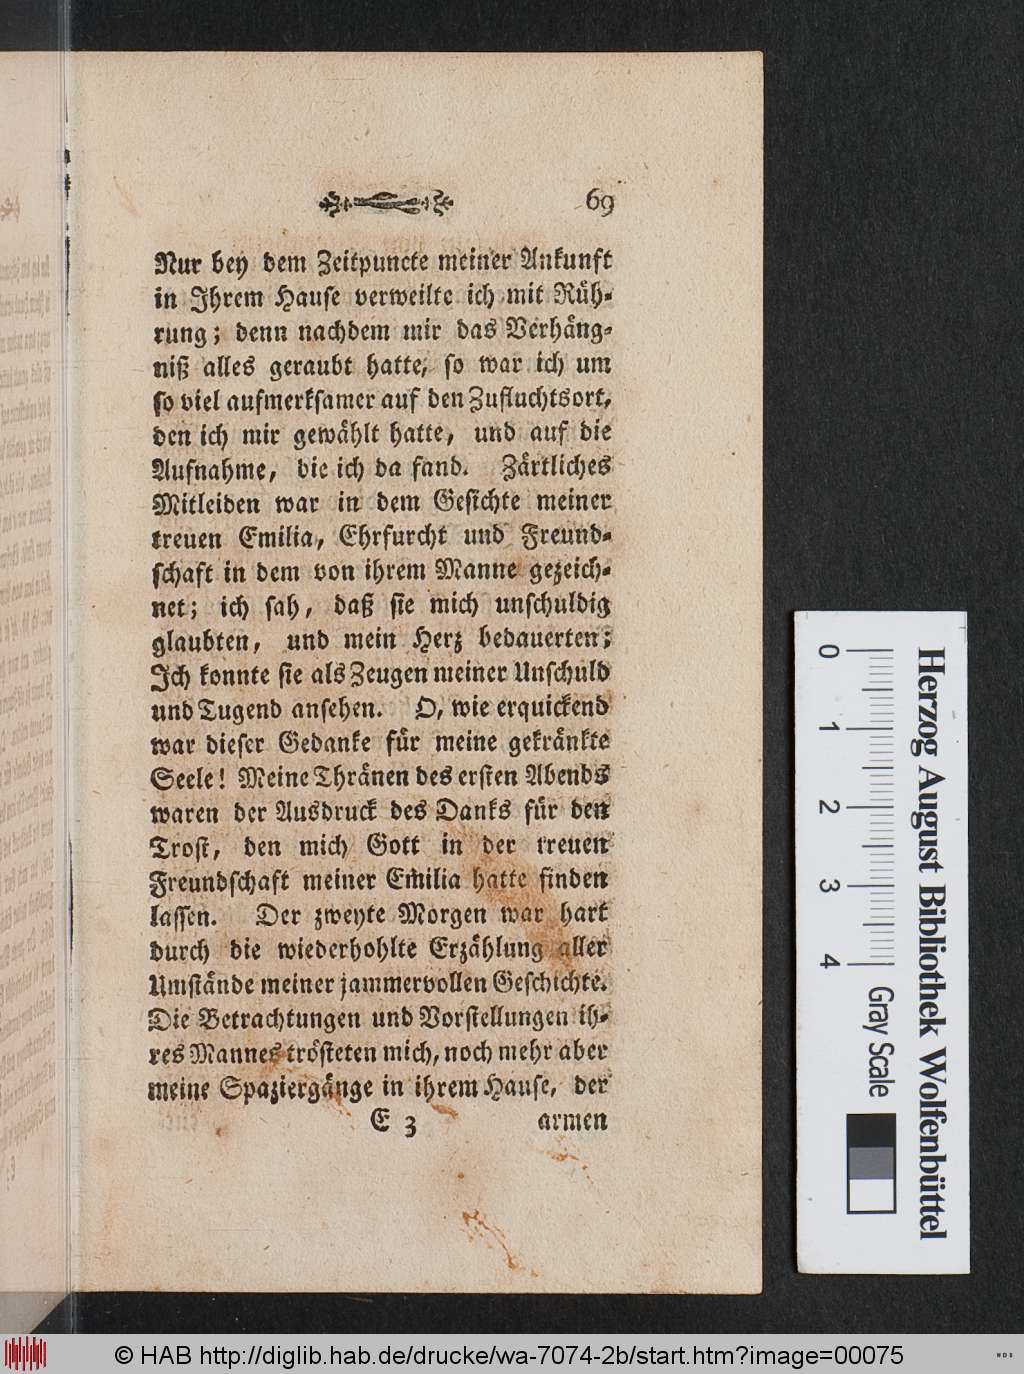 69
Nur bey dem Zeitpuncte meiner Ankunft
in Ihrem Hause verweilte ich mit Rüh-
rung; denn nachdem mir das Verhäng-
niß alles geraubt hatte, so war ich um
so viel aufmerksamer auf den Zufluchtsort,
den ich mir gewählt hatte, und auf die
Aufnahme, die ich da fand. Zärtliches
Mitleiden war in dem Gesichte meiner
treuen Emilia, Ehrfurcht und Freund-
schaft in dem von ihrem Manne gezeich-
net; ich sah, daß sie mich unschuldig
glaubten, und mein Herz bedauerten;
Ich konnte sie als Zeugen meiner Unschuld
und Tugend ansehen. O, wie erquickend
war dieser Gedanke für meine gekränkte
Seele! Meine Thränen des ersten Abends
waren der Ausdruck des Danks für den
Trost, den mich Gott in der treuen
Freundschaft meiner Emilia hatte finden
lassen. Der zweyte Morgen war hart
durch die wiederhohlte Erzählung aller
Umstände meiner jammervollen Geschichte.
Die Betrachtungen und Vorstellungen ih-
res Mannes trösteten mich, noch mehr aber
meine Spaziergänge in ihrem Hause, der
E 3 armen
Herzog August Bibliothek Wolfenbüttel
0 1 2 3 4 Gray Scale
© HAB http://diglib.hab.de/drucke/wa-7074-2b/start.htm?image=00075